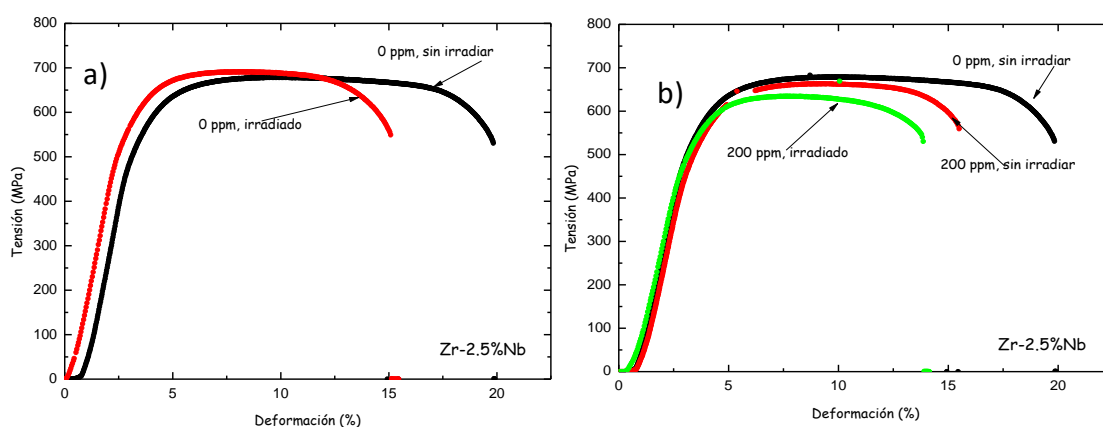 a)
800
700
600
500
400
300
200
100
0
Tensión (MPa)
0 ppm, sin irradiar
0 ppm, irradiado
Zr-2.5%Nb
0 5 10 15 20
Deformación (%)
b)
800
700
600
500
400
300
200
100
0
Tensión (MPa)
0 ppm, sin irradiar
200 ppm, irradiado
200 ppm, sin irradiar
Zr-2.5%Nb
0 5 10 15 20
Deformación (%)